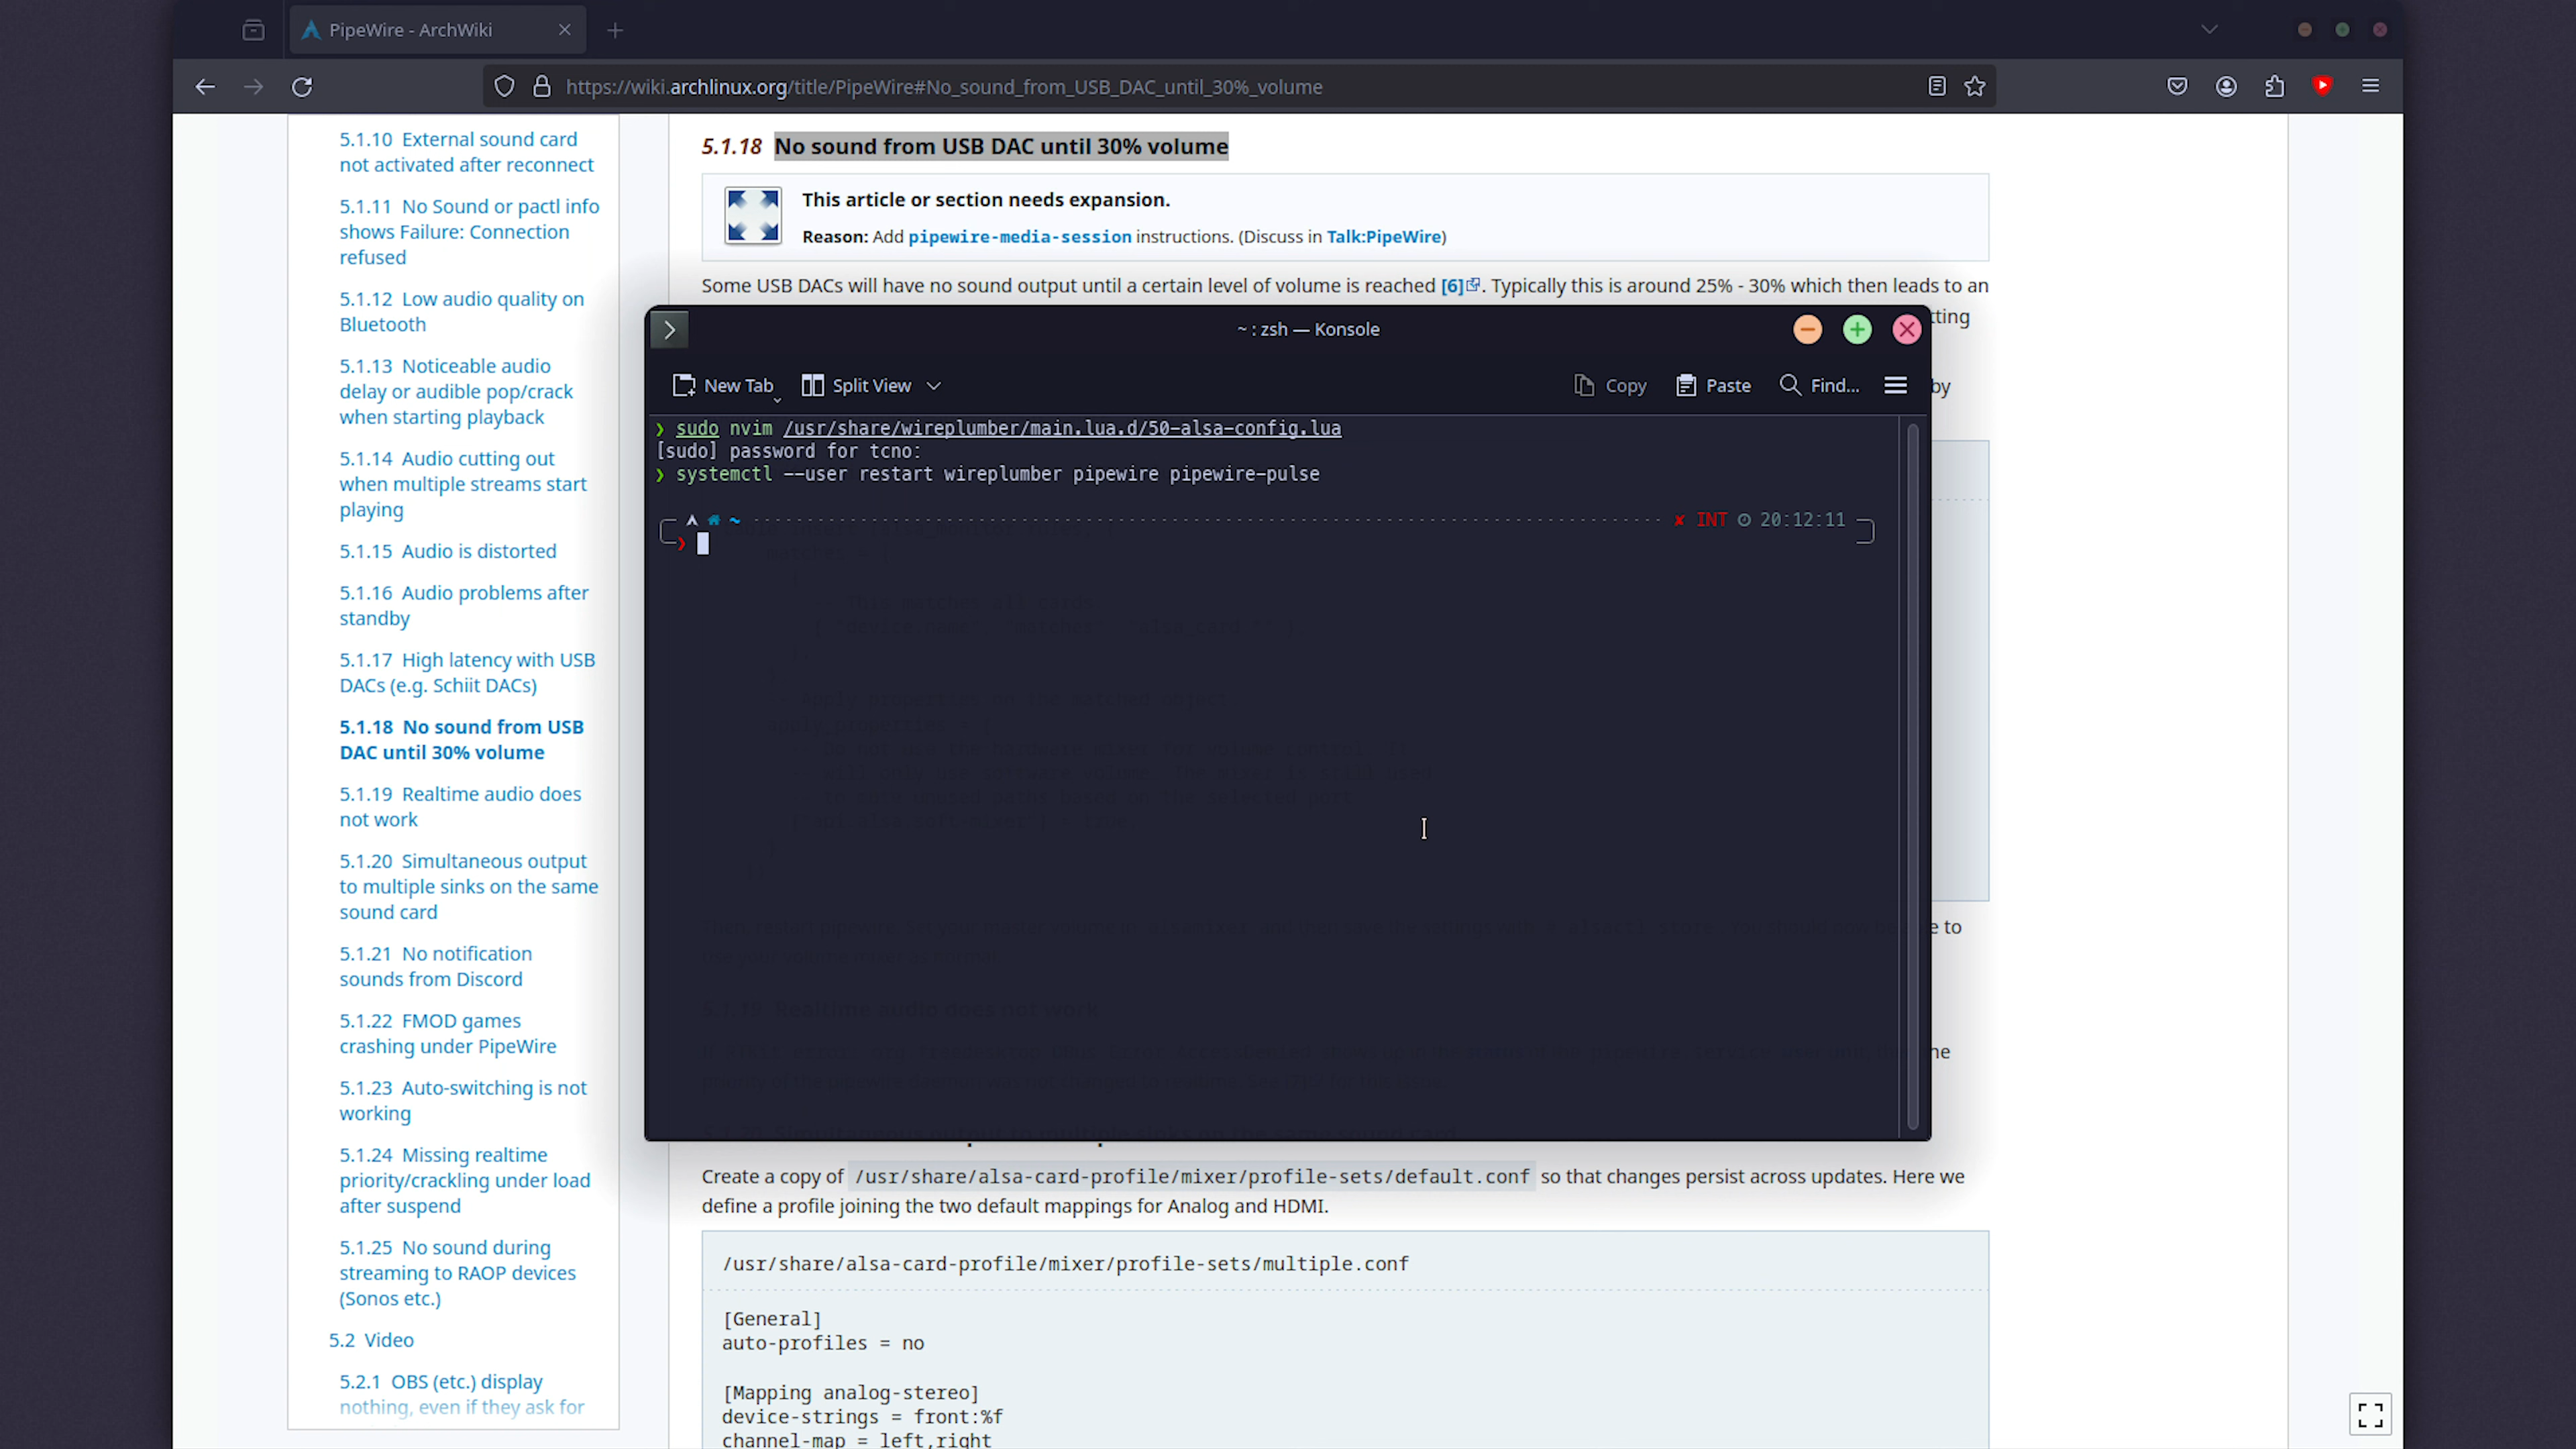 PipeWire - ArchWiki
https://wiki.archlinux.org/title/PipeWire#No_sound_from_USB_DAC_until_30%_volume
5.1.10 External sound card
not activated after reconnect
5.1.11 No Sound or pactl info
shows Failure: Connection
refused
5.1.12 Low audio quality on
Bluetooth
5.1.13 Noticeable audio
delay or audible pop/crack
when starting playback
5.1.14 Audio cutting out
when multiple streams start
playing
5.1.15 Audio is distorted
5.1.16 Audio problems after
standby
5.1.17 High latency with USB
DACs (e.g. Schiit DACs)
5.1.18 No sound from USB
DAC until 30% volume
5.1.19 Realtime audio does
not work
5.1.20 Simultaneous output
to multiple sinks on the same
sound card
5.1.21 No notification
sounds from Discord
5.1.22 FMOD games
crashing under PipeWire
5.1.23 Auto-switching is not
working
5.1.24 Missing realtime
priority/crackling under load
after suspend
5.1.25 No sound during
streaming to RAOP devices
(Sonos etc.)
5.2 Video
5.2.1 OBS (etc.) display
nothing, even if they ask for
5.1.18 No sound from USB DAC until 30% volume
This article or section needs expansion.
Reason: Add pipewire-media-session instructions. (Discuss in Talk:PipeWire)
Some USB DACs will have no sound output until a certain level of volume is reached [6]. Typically this is around 25% - 30% which then leads to an
~ : zsh — Konsole
New Tab Split View Copy Paste Find...
❯ sudo nvim /usr/share/wireplumber/main.lua.d/50-alsa-config.lua
[sudo] password for tcno:
❯ systemctl --user restart wireplumber pipewire pipewire-pulse
~ ✘ INT 20:12:11
❯
by
e to
5.1.19 Realtime audio does not work
he
Create a copy of /usr/share/alsa-card-profile/mixer/profile-sets/default.conf so that changes persist across updates. Here we
define a profile joining the two default mappings for Analog and HDMI.
/usr/share/alsa-card-profile/mixer/profile-sets/multiple.conf
[General]
auto-profiles = no
[Mapping analog-stereo]
device-strings = front:%f
channel-map = left,right